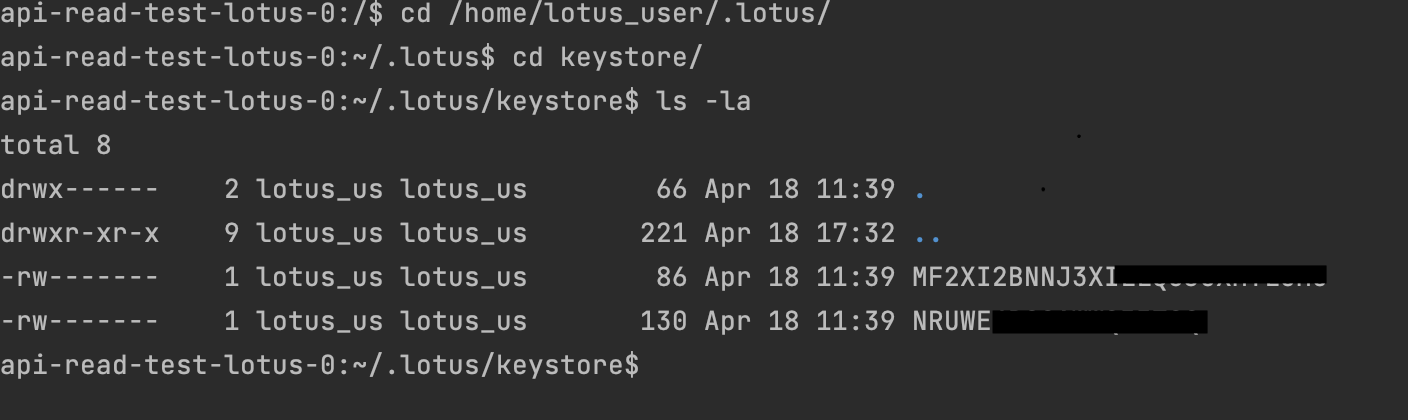 api-read-test-lotus-0:/$ cd /home/lotus_user/.lotus/
api-read-test-lotus-0:~/.lotus$ cd keystore/
api-read-test-lotus-0:~/.lotus/keystore$ ls -la
total 8
drwx------    2 lotus_us lotus_us        66 Apr 18 11:39 .
drwxr-xr-x    9 lotus_us lotus_us       221 Apr 18 17:32 ..
-rw-------    1 lotus_us lotus_us        86 Apr 18 11:39 MF2XI2BNNJ3XI
-rw-------    1 lotus_us lotus_us       130 Apr 18 11:39 NRUWE
api-read-test-lotus-0:~/.lotus/keystore$